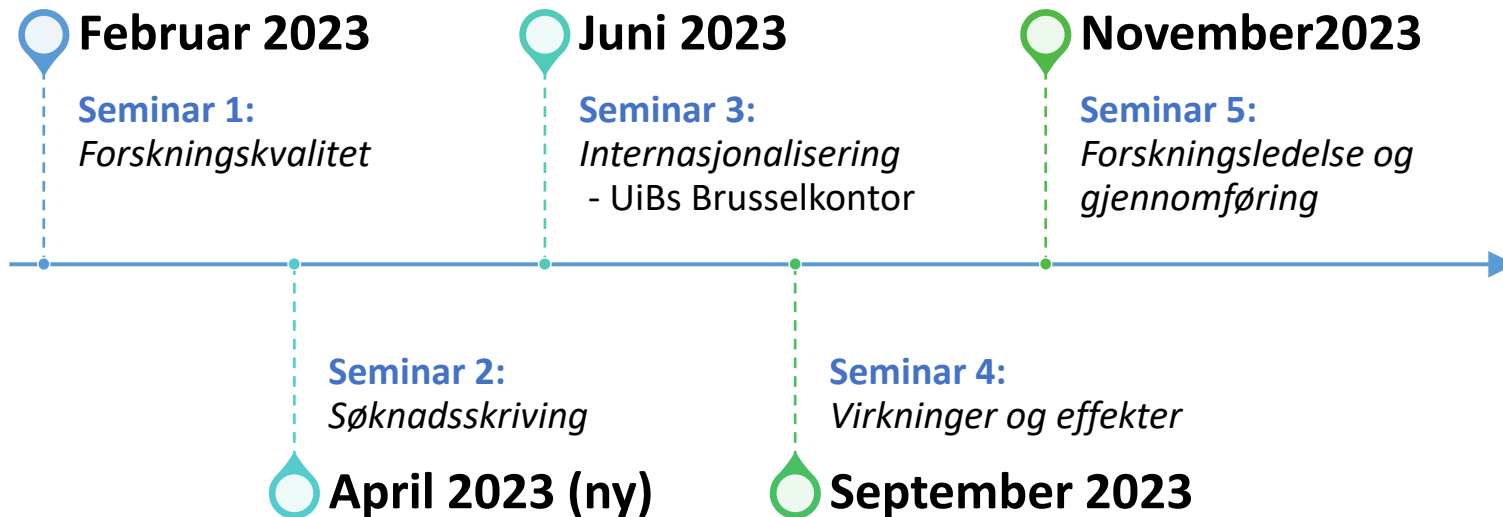 Februar 2023
Seminar 1:
Forskningskvalitet
Juni 2023
Seminar 3:
Internasjonalisering
- UiBs Brusselkontor
November2023
Seminar 5:
Forskningsledelse og
gjennomføring
Seminar 2:
Søknadsskriving
April 2023 (ny)
Seminar 4:
Virkninger og effekter
September 2023